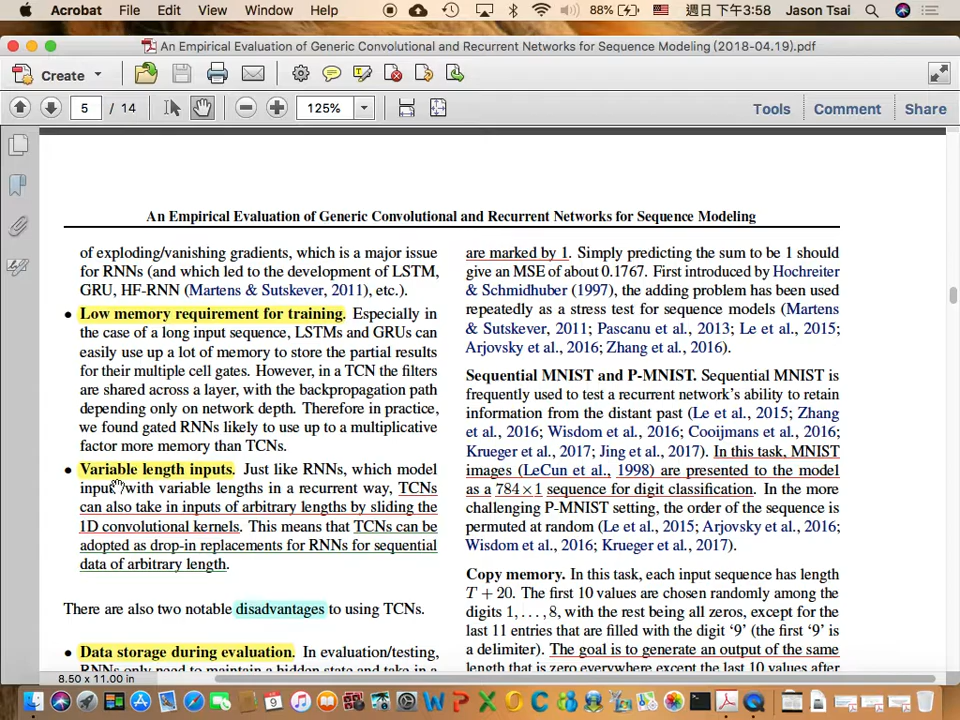 Acrobat File Edit View Window Help 88% 週日 下午3:58 Jason Tsai
An Empirical Evaluation of Generic Convolutional and Recurrent Networks for Sequence Modeling (2018-04.19).pdf
Create
5 / 14 125% Tools Comment Share
An Empirical Evaluation of Generic Convolutional and Recurrent Networks for Sequence Modeling
of exploding/vanishing gradients, which is a major issue
for RNNs (and which led to the development of LSTM,
GRU, HF-RNN (Martens & Sutskever, 2011), etc.).
• Low memory requirement for training. Especially in
the case of a long input sequence, LSTMs and GRUs can
easily use up a lot of memory to store the partial results
for their multiple cell gates. However, in a TCN the filters
are shared across a layer, with the backpropagation path
depending only on network depth. Therefore in practice,
we found gated RNNs likely to use up to a multiplicative
factor more memory than TCNs.
• Variable length inputs. Just like RNNs, which model
inputs with variable lengths in a recurrent way, TCNs
can also take in inputs of arbitrary lengths by sliding the
1D convolutional kernels. This means that TCNs can be
adopted as drop-in replacements for RNNs for sequential
data of arbitrary length.
There are also two notable disadvantages to using TCNs.
• Data storage during evaluation. In evaluation/testing,
RNNs only need to maintain a hidden state and take in a
are marked by 1. Simply predicting the sum to be 1 should
give an MSE of about 0.1767. First introduced by Hochreiter
& Schmidhuber (1997), the adding problem has been used
repeatedly as a stress test for sequence models (Martens
& Sutskever, 2011; Pascanu et al., 2013; Le et al., 2015;
Arjovsky et al., 2016; Zhang et al., 2016).
Sequential MNIST and P-MNIST. Sequential MNIST is
frequently used to test a recurrent network's ability to retain
information from the distant past (Le et al., 2015; Zhang
et al., 2016; Wisdom et al., 2016; Cooijmans et al., 2016;
Krueger et al., 2017; Jing et al., 2017). In this task, MNIST
images (LeCun et al., 1998) are presented to the model
as a 784×1 sequence for digit classification. In the more
challenging P-MNIST setting, the order of the sequence is
permuted at random (Le et al., 2015; Arjovsky et al., 2016;
Wisdom et al., 2016; Krueger et al., 2017).
Copy memory. In this task, each input sequence has length
T + 20. The first 10 values are chosen randomly among the
digits 1, . . . , 8, with the rest being all zeros, except for the
last 11 entries that are filled with the digit '9' (the first '9' is
a delimiter). The goal is to generate an output of the same
length that is zero everywhere except the last 10 values after
8.50 x 11.00 in